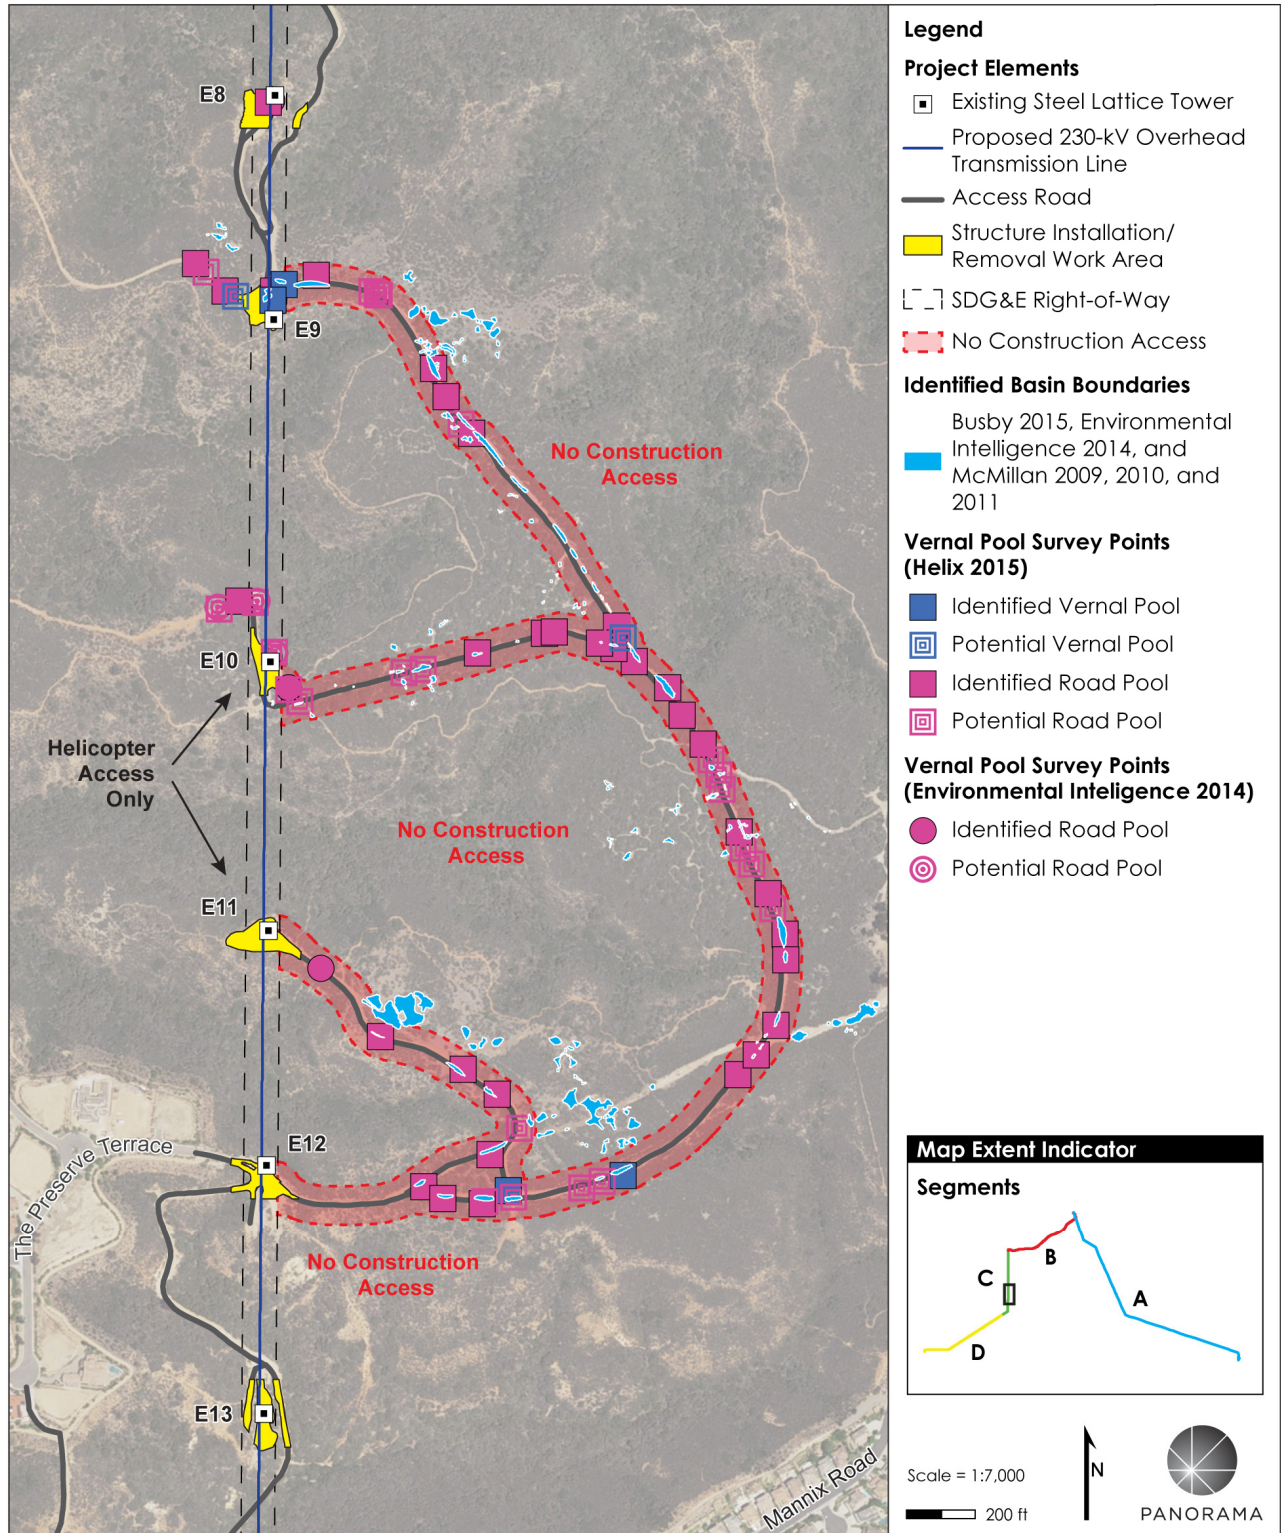 E8
E9
No Construction
Access
E10
Helicopter
Access
Only
No Construction
Access
E11
E12
The Preserve Terrace
No Construction
Access
E13
Mannix Road
Legend
Project Elements
Existing Steel Lattice Tower
Proposed 230-kV Overhead
Transmission Line
Access Road
Structure Installation/
Removal Work Area
SDG&E Right-of-Way
No Construction Access
Identified Basin Boundaries
Busby 2015, Environmental
Intelligence 2014, and
McMillan 2009, 2010, and
2011
Vernal Pool Survey Points
(Helix 2015)
Identified Vernal Pool
Potential Vernal Pool
Identified Road Pool
Potential Road Pool
Vernal Pool Survey Points
(Environmental Inteligence 2014)
Identified Road Pool
Potential Road Pool
Map Extent Indicator
Segments
B
C
A
D
Scale = 1:7,000
200 ft
N
PANORAMA